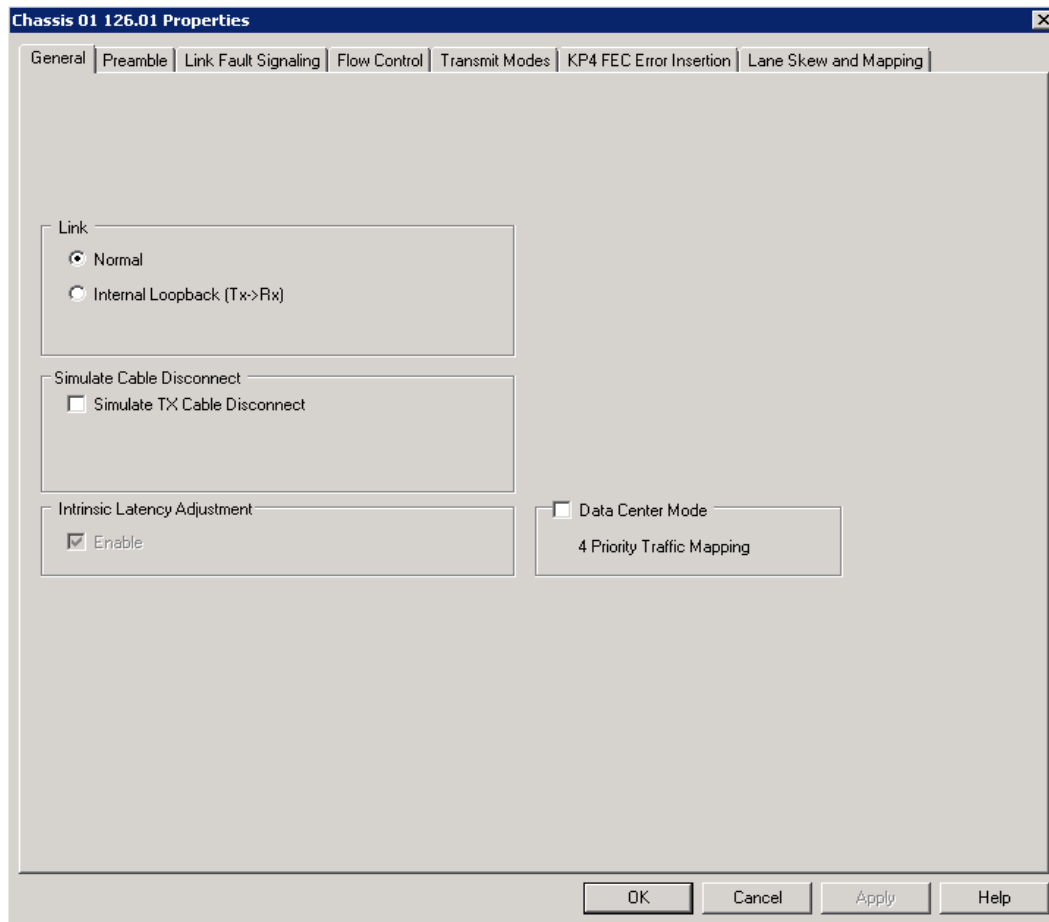 Chassis 01 126.01 Properties
General Preamble Link Fault Signaling Flow Control Transmit Modes KP4 FEC Error Insertion Lane Skew and Mapping
Link
Normal
Internal Loopback (Tx->Rx)
Simulate Cable Disconnect
Simulate TX Cable Disconnect
Intrinsic Latency Adjustment
Enable
Data Center Mode
4 Priority Traffic Mapping
OK Cancel Apply Help